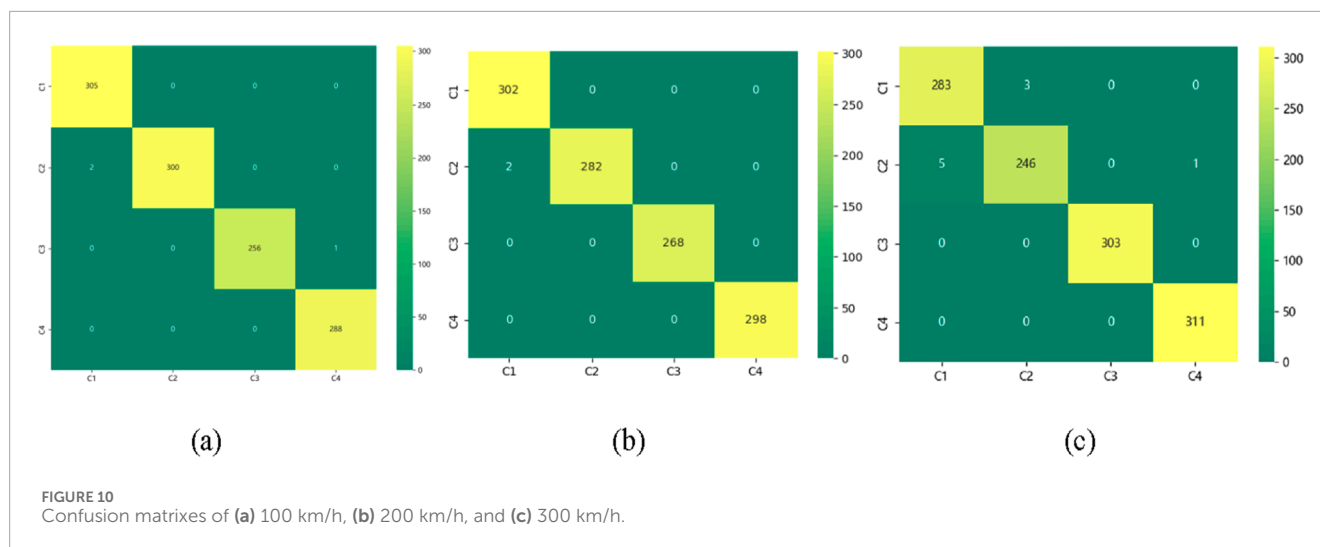 C1 305 0 0 0
C2 2 300 0 0
C3 0 0 256 1
C4 0 0 0 288
C1 C2 C3 C4
300
250
200
150
100
50
0
(a)
C1 302 0 0 0
C2 2 282 0 0
C3 0 0 268 0
C4 0 0 0 298
C1 C2 C3 C4
300
250
200
150
100
50
0
(b)
C1 283 3 0 0
C2 5 246 0 1
C3 0 0 303 0
C4 0 0 0 311
C1 C2 C3 C4
300
250
200
150
100
50
0
(c)
FIGURE 10
Confusion matrixes of (a) 100 km/h, (b) 200 km/h, and (c) 300 km/h.